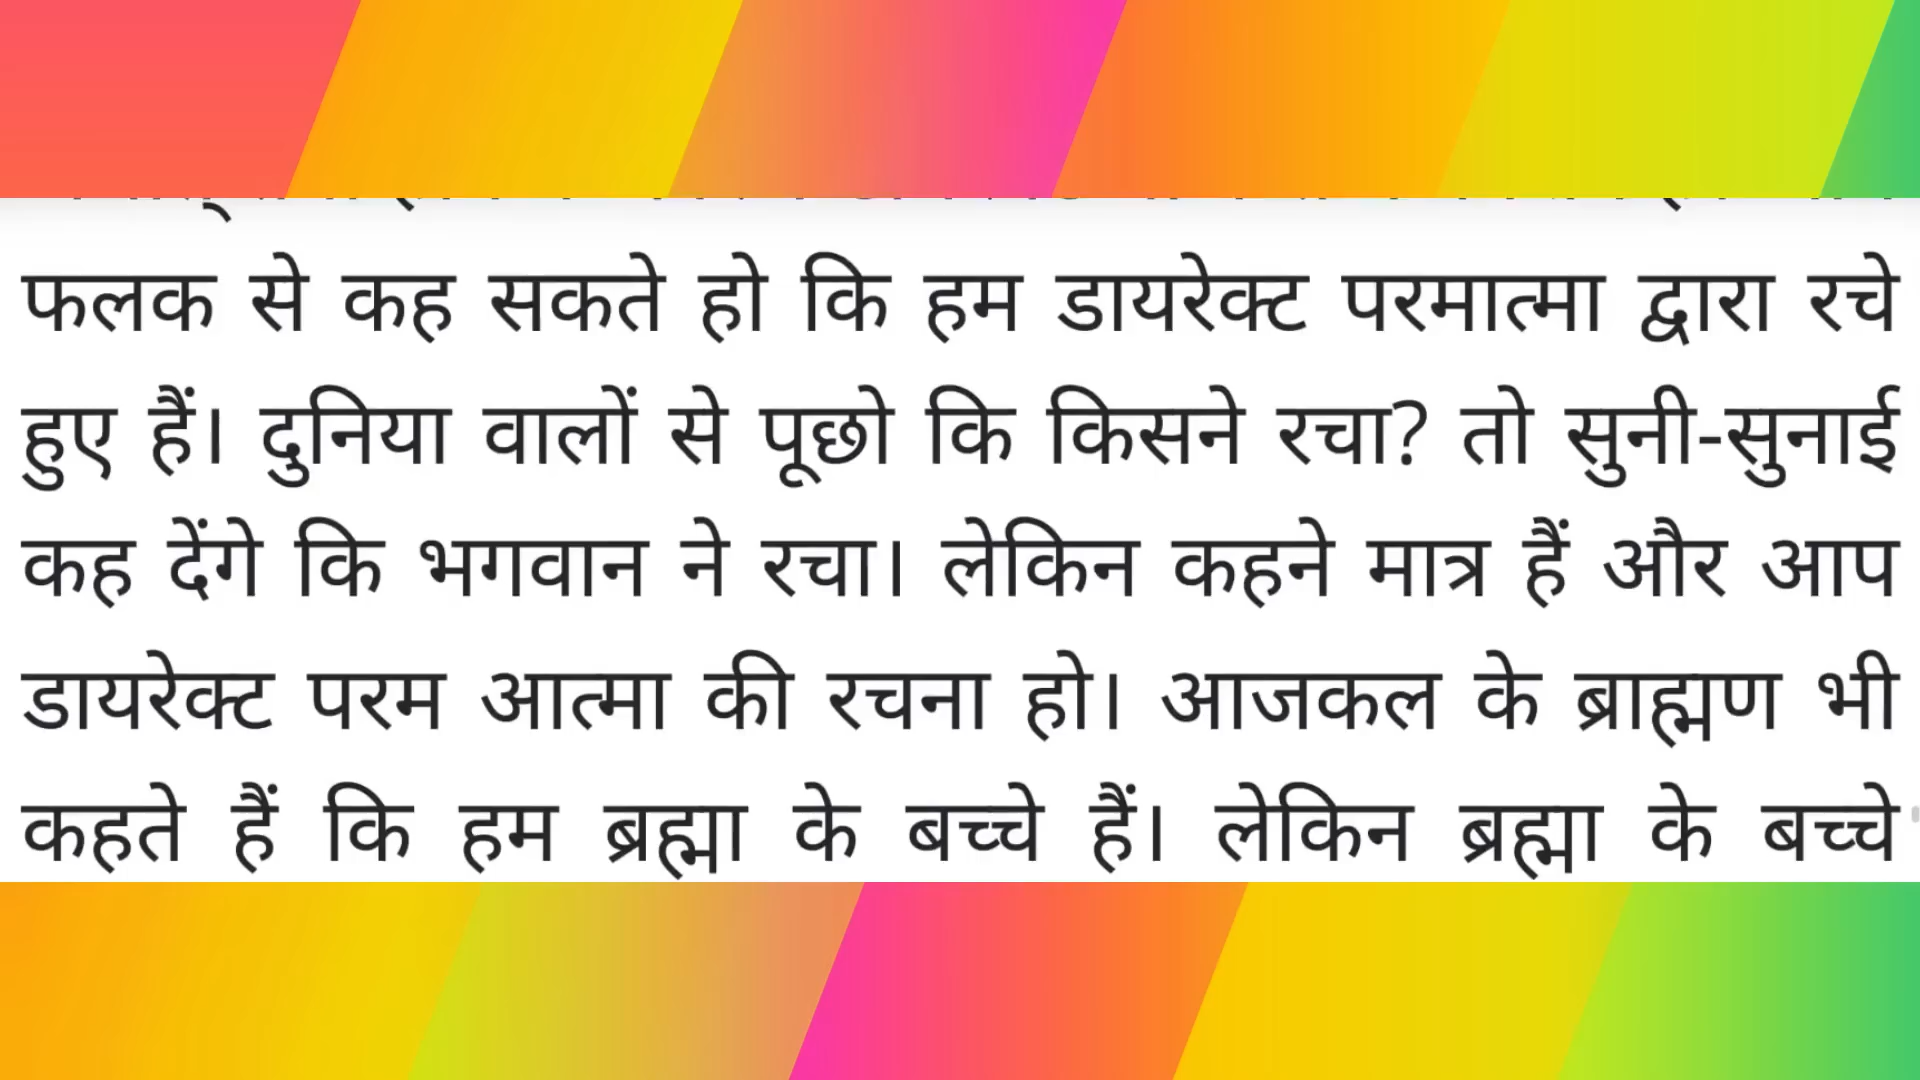 फलक से कह सकते हो कि हम डायरेक्ट परमात्मा द्वारा रचे
हुए हैं। दुनिया वालों से पूछो कि किसने रचा? तो सुनी-सुनाई
कह देंगे कि भगवान ने रचा। लेकिन कहने मात्र हैं और आप
डायरेक्ट परम आत्मा की रचना हो। आजकल के ब्राह्मण भी
कहते हैं कि हम ब्रह्मा के बच्चे हैं। लेकिन ब्रह्मा के बच्चे